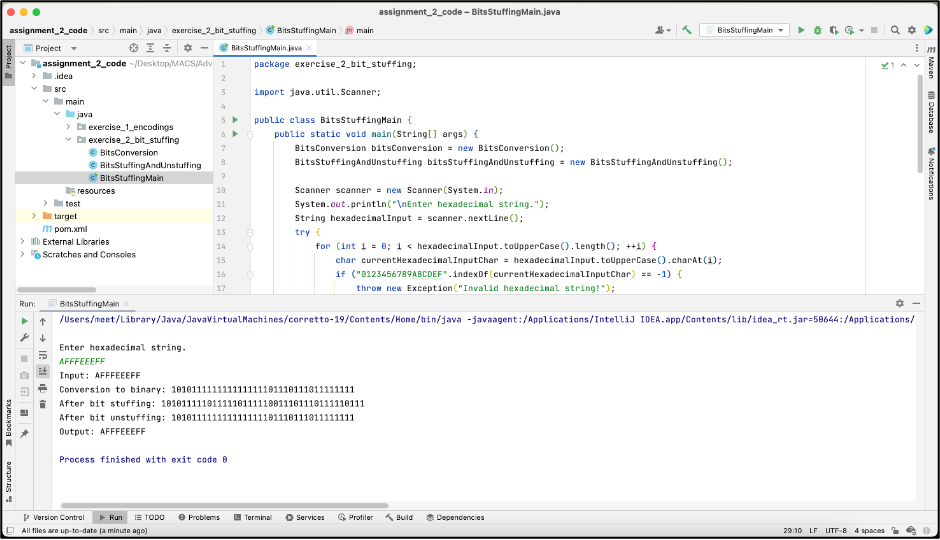 assignment_2_code – BitsStuffingMain.java
assignment_2_code src main java exercise_2_bit_stuffing BitsStuffingMain main
BitsStuffingMain
Project
BitsStuffingMain.java
assignment_2_code ~/Desktop/MACS/Adv
.idea
src
main
java
exercise_1_encodings
exercise_2_bit_stuffing
BitsConversion
BitsStuffingAndUnstuffing
BitsStuffingMain
resources
test
target
pom.xml
External Libraries
Scratches and Consoles
1 package exercise_2_bit_stuffing;
2
3 import java.util.Scanner;
4
5 public class BitsStuffingMain {
6 public static void main(String[] args) {
7 BitsConversion bitsConversion = new BitsConversion();
8 BitsStuffingAndUnstuffing bitsStuffingAndUnstuffing = new BitsStuffingAndUnstuffing();
9
10 Scanner scanner = new Scanner(System.in);
11 System.out.println("\nEnter hexadecimal string.");
12 String hexadecimalInput = scanner.nextLine();
13 try {
14 for (int i = 0; i < hexadecimalInput.toUpperCase().length(); ++i) {
15 char currentHexadecimalInputChar = hexadecimalInput.toUpperCase().charAt(i);
16 if ("0123456789ABCDEF".indexOf(currentHexadecimalInputChar) == -1) {
17 throw new Exception("Invalid hexadecimal string!");
1
Project
Bookmarks
Structure
Maven
Database
Notifications
Run: BitsStuffingMain
/Users/meet/Library/Java/JavaVirtualMachines/corretto-19/Contents/Home/bin/java -javaagent:/Applications/IntelliJ IDEA.app/Contents/lib/idea_rt.jar=50644:/Applications/
Enter hexadecimal string.
AFFFEEEFF
Input: AFFFEEEFF
Conversion to binary: 101011111111111111101110111011111111
After bit stuffing: 1010111110111110111110011101110111110111
After bit unstuffing: 101011111111111111101110111011111111
Output: AFFFEEEFF
Process finished with exit code 0
Version Control Run TODO Problems Terminal Services Profiler Build Dependencies
All files are up-to-date (a minute ago)
29:10 LF UTF-8 4 spaces